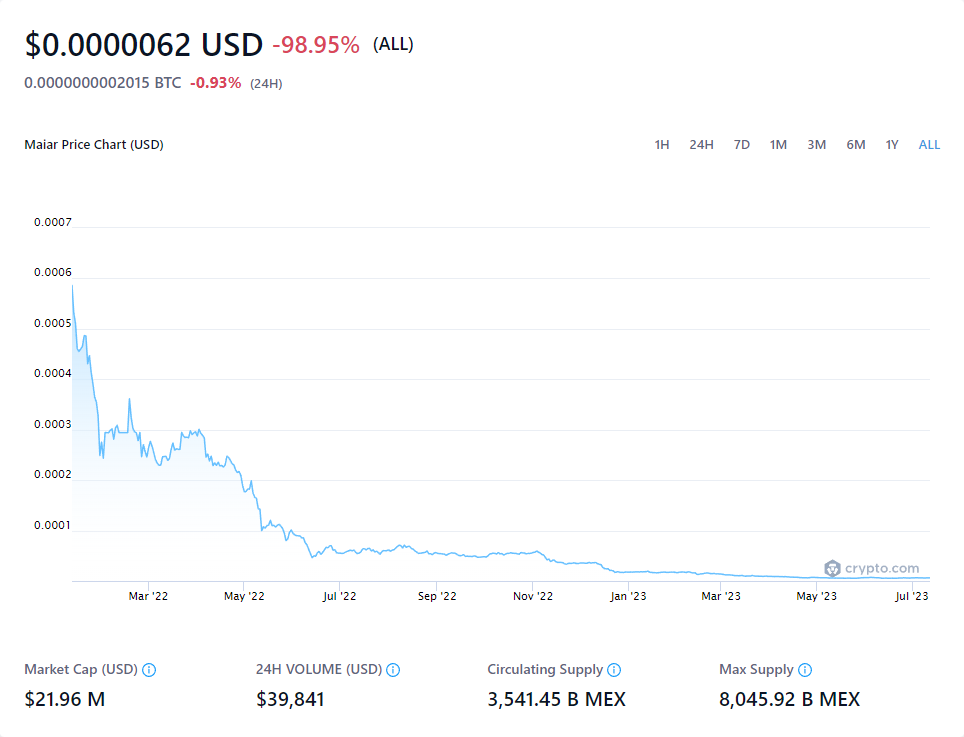 $0.0000062 USD -98.95% (ALL)
0.0000000002015 BTC -0.93% (24H)
Maiar Price Chart (USD) 1H 24H 7D 1M 3M 6M 1Y ALL
0.0007
0.0006
0.0005
0.0004
0.0003
0.0002
0.0001
crypto.com
Mar '22 May '22 Jul '22 Sep '22 Nov '22 Jan '23 Mar '23 May '23 Jul '23
Market Cap (USD) 24H VOLUME (USD) Circulating Supply Max Supply
$21.96 M $39,841 3,541.45 B MEX 8,045.92 B MEX